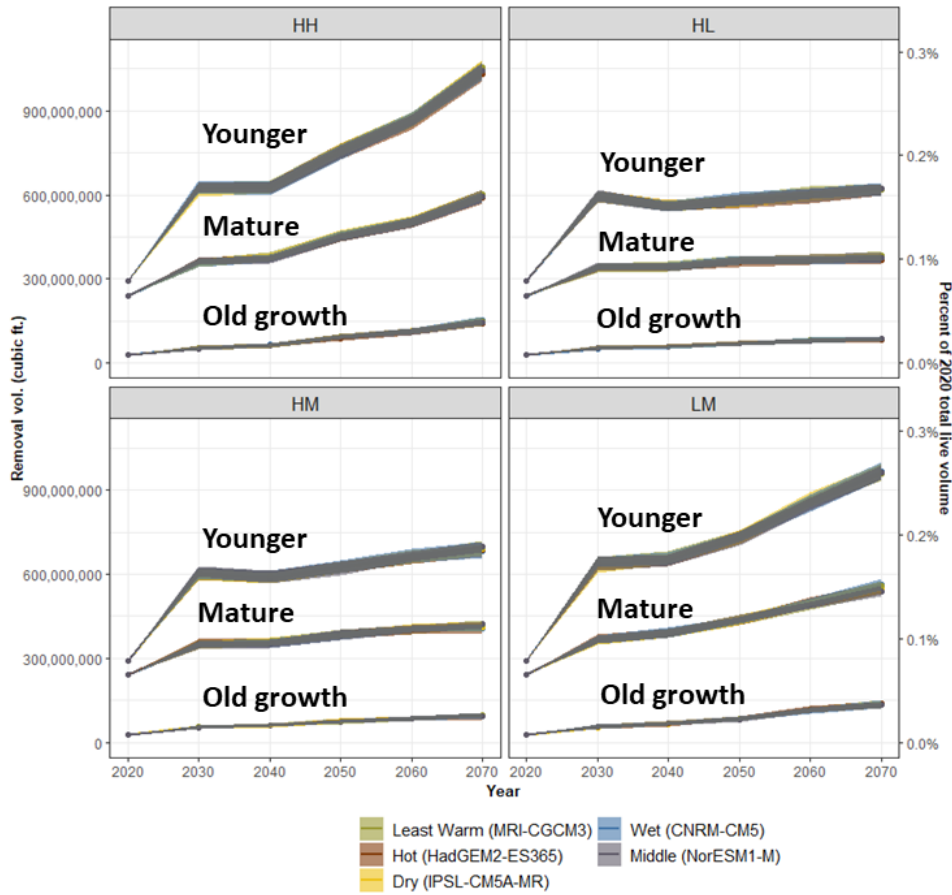 HH
HL
0.3%
900,000,000
Younger
0.2%
Younger
600,000,000
Mature
Mature
0.1%
300,000,000
Old growth
Old growth
0
0.0%
Removal vol. (cubic ft.)
Percent of 2020 total live volume
HM
LM
0.3%
900,000,000
Younger
Younger
0.2%
600,000,000
Mature
Mature
0.1%
300,000,000
Old growth
Old growth
0
0.0%
2020 2030 2040 2050 2060 2070 2020 2030 2040 2050 2060 2070
Year
Least Warm (MRI-CGCM3) Wet (CNRM-CM5)
Hot (HadGEM2-ES365) Middle (NorESM1-M)
Dry (IPSL-CM5A-MR)